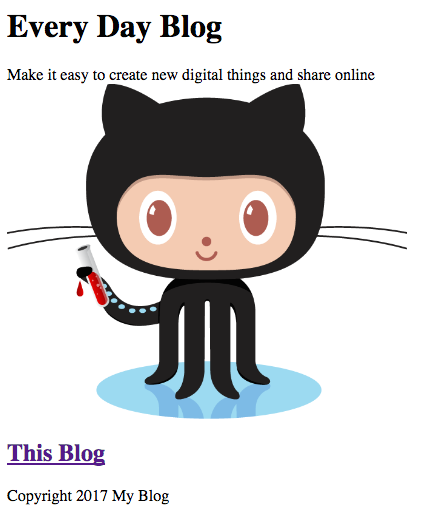 Every Day Blog
Make it easy to create new digital things and share online
This Blog
Copyright 2017 My Blog